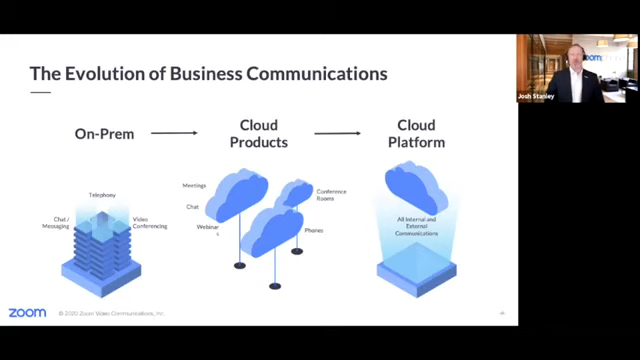 The Evolution of Business Communications
On-Prem
Cloud
Products
Cloud
Platform
Telephony
Chat /
Messaging
Video
Conferencing
Meetings
Chat
Webinar
s
Conference
Rooms
Phones
All Internal and
External
Communications
zoom
© 2020 Zoom Video Communications, Inc.
zoom
Josh Stanley